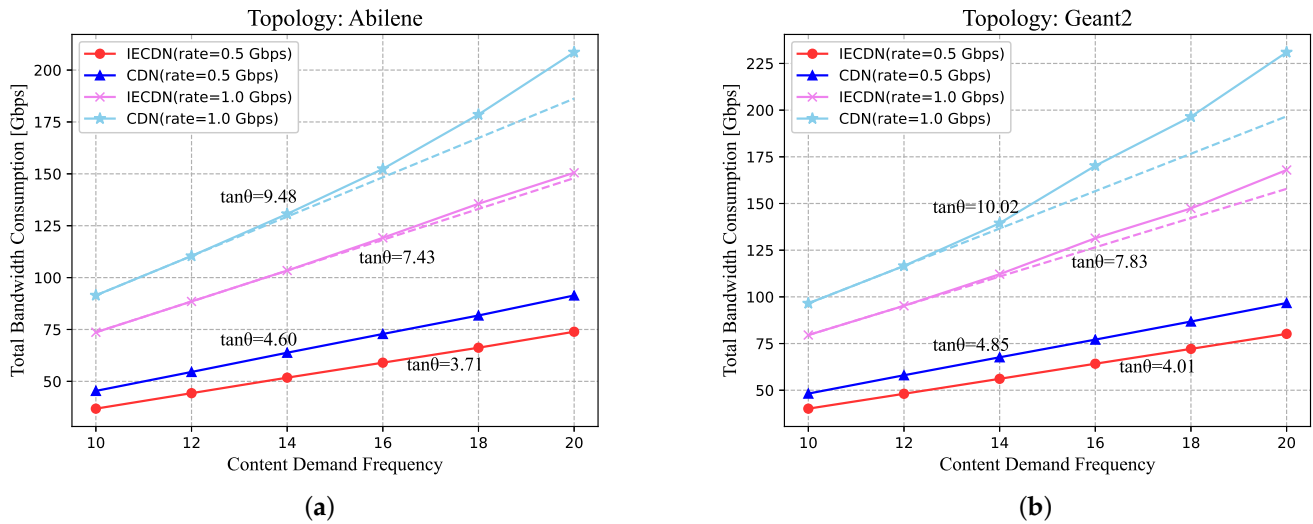 Topology: Abilene
IECDN(rate=0.5 Gbps)
CDN(rate=0.5 Gbps)
IECDN(rate=1.0 Gbps)
CDN(rate=1.0 Gbps)
Total Bandwidth Consumption [Gbps]
200
175
150
125
100
75
50
tanθ=9.48
tanθ=7.43
tanθ=4.60
tanθ=3.71
10 12 14 16 18 20
Content Demand Frequency
(a)
Topology: Geant2
IECDN(rate=0.5 Gbps)
CDN(rate=0.5 Gbps)
IECDN(rate=1.0 Gbps)
CDN(rate=1.0 Gbps)
Total Bandwidth Consumption [Gbps]
225
200
175
150
125
100
75
50
tanθ=10.02
tanθ=7.83
tanθ=4.85
tanθ=4.01
10 12 14 16 18 20
Content Demand Frequency
(b)